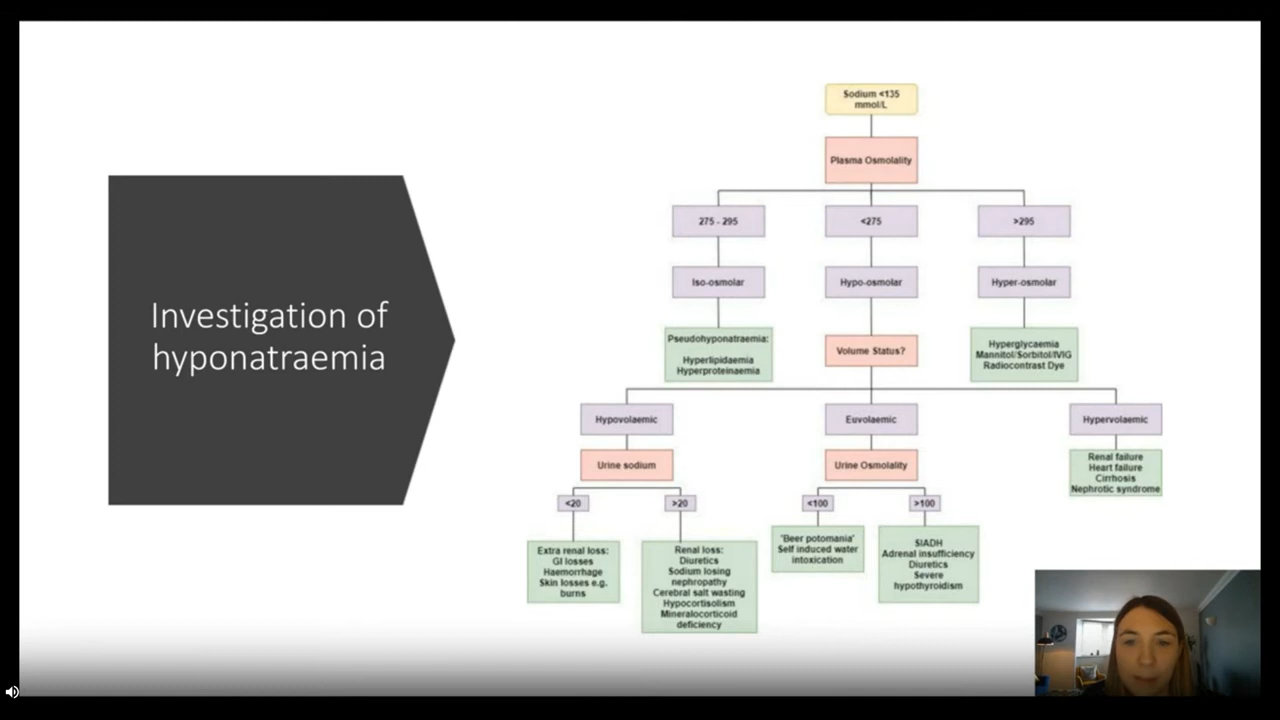 Investigation of
hyponatraemia
Sodium <135
mmol/L
Plasma Osmolality
275 - 295
<275
>295
Iso-osmolar
Hypo-osmolar
Hyper-osmolar
Pseudohyponatraemia:
Hyperlipidaemia
Hyperproteinaemia
Volume Status?
Hyperglycaemia
Mannitol/Sorbitol/IVIG
Radiocontrast Dye
Hypovolaemic
Euvolaemic
Hypervolaemic
Urine sodium
Urine Osmolality
Renal failure
Heart failure
Cirrhosis
Nephrotic syndrome
<20
>20
<100
>100
Extra renal loss:
GI losses
Haemorrhage
Skin losses e.g.
burns
Renal loss:
Diuretics
Sodium losing
nephropathy
Cerebral salt wasting
Hypocortisolism
Mineralocorticoid
deficiency
'Beer potomania'
Self induced water
intoxication
SIADH
Adrenal insufficiency
Diuretics
Severe
hypothyroidism